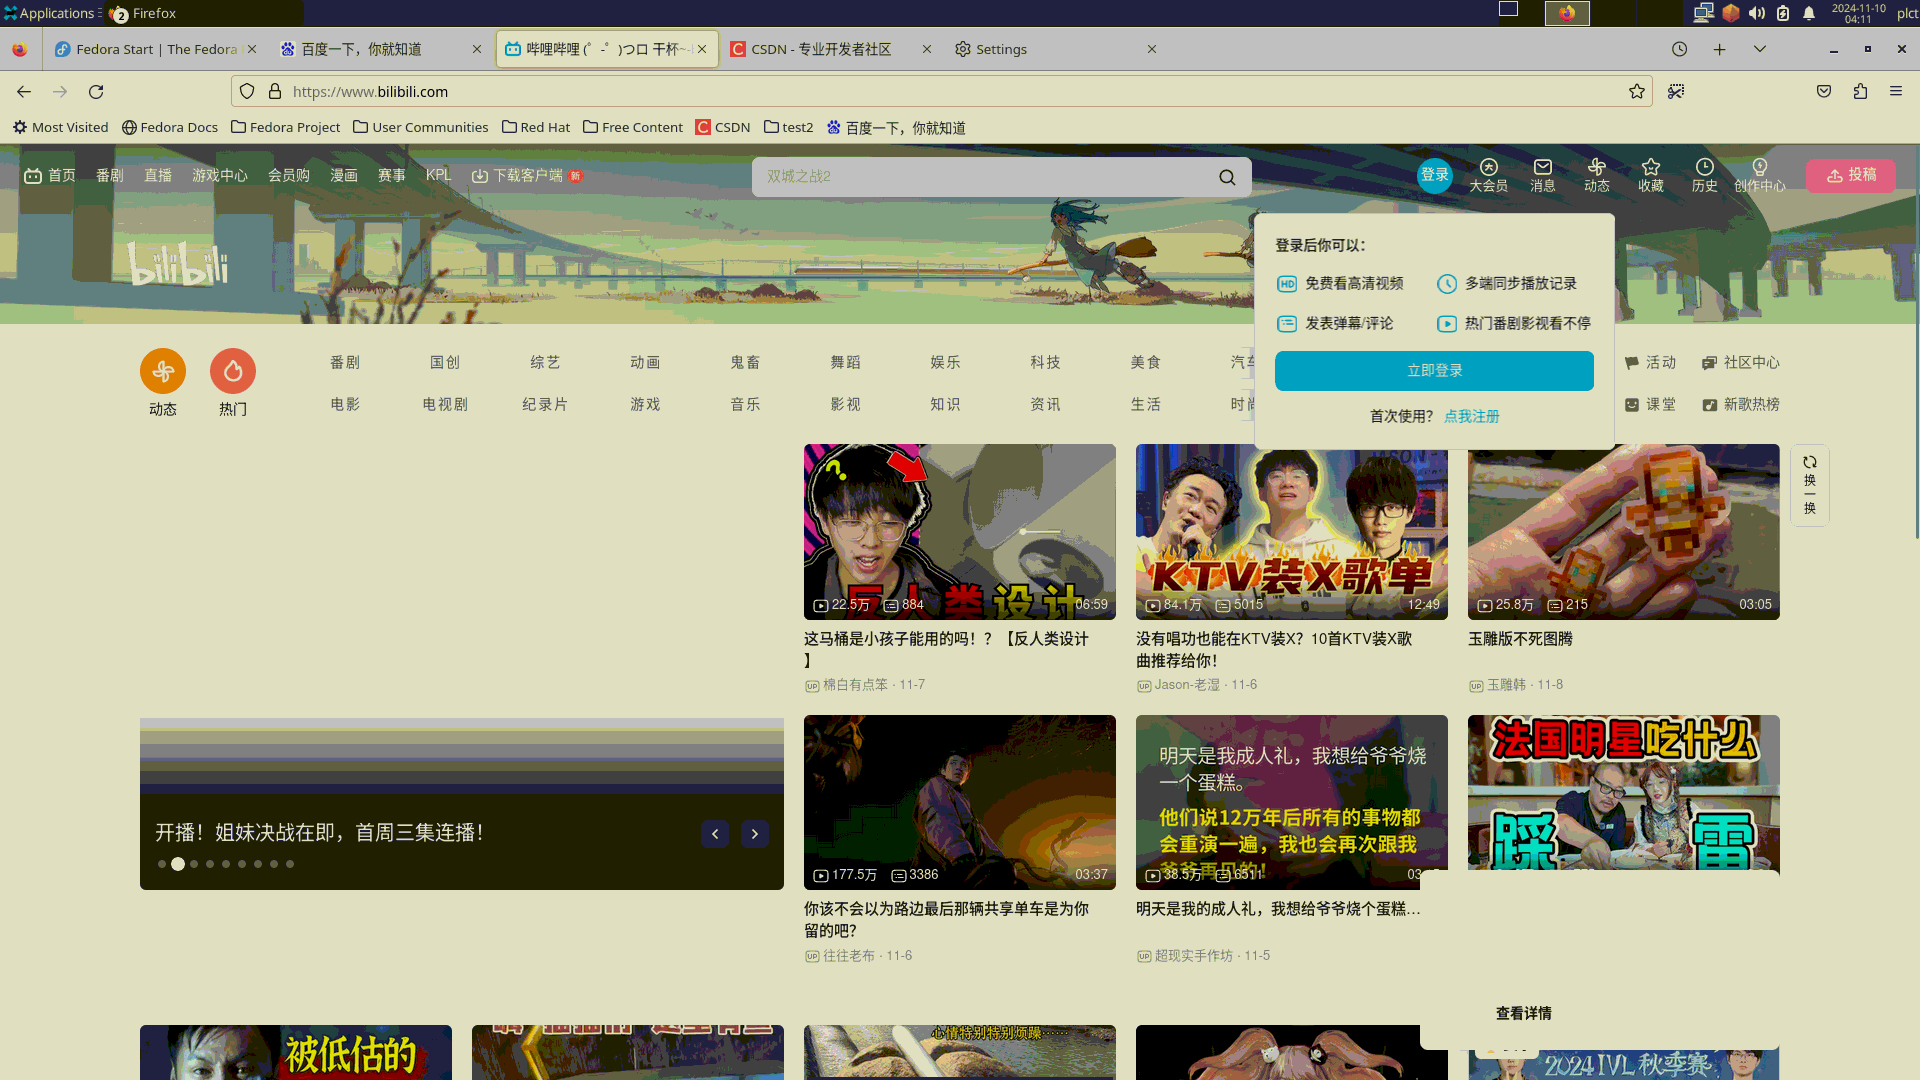 Applications
2
Firefox
2024-11-10
04:11
plct
Fedora Start | The Fedora
百度一下，你就知道
哔哩哔哩 (゜-゜)つロ 干杯~-
CSDN - 专业开发者社区
Settings
https://www.bilibili.com
Most Visited
Fedora Docs
Fedora Project
User Communities
Red Hat
Free Content
CSDN
test2
百度一下，你就知道
首页
番剧
直播
游戏中心
会员购
漫画
赛事
KPL
下载客户端
新
双城之战2
登录
大会员
消息
动态
收藏
历史
创作中心
投稿
bilibili
登录后你可以：
免费看高清视频
多端同步播放记录
发表弹幕/评论
热门番剧影视看不停
立即登录
首次使用？ 点我注册
动态
热门
番剧
国创
综艺
动画
鬼畜
舞蹈
娱乐
科技
美食
汽车
活动
社区中心
电影
电视剧
纪录片
游戏
音乐
影视
知识
资讯
生活
时尚
课堂
新歌热榜
换一换
反人类设计
22.5万
884
06:59
这马桶是小孩子能用的吗！？【反人类设计
】
棉白有点笨 · 11-7
KTV装X歌单
84.1万
5015
12:49
没有唱功也能在KTV装X？10首KTV装X歌
曲推荐给你！
Jason-老湿 · 11-6
25.8万
215
03:05
玉雕版不死图腾
玉雕韩 · 11-8
开播！姐妹决战在即，首周三集连播！
177.5万
3386
03:37
你该不会以为路边最后那辆共享单车是为你
留的吧？
往往老布 · 11-6
明天是我成人礼，我想给爷爷烧
一个蛋糕。
他们说12万年后所有的事物都
会重演一遍，我也会再次跟我
爷爷再见的！
38.5万
6511
03
明天是我的成人礼，我想给爷爷烧个蛋糕...
超现实手作坊 · 11-5
法国明星吃什么
踩雷
查看详情
被低估的
心情特别特别烦躁……
2024 IVL 秋季赛